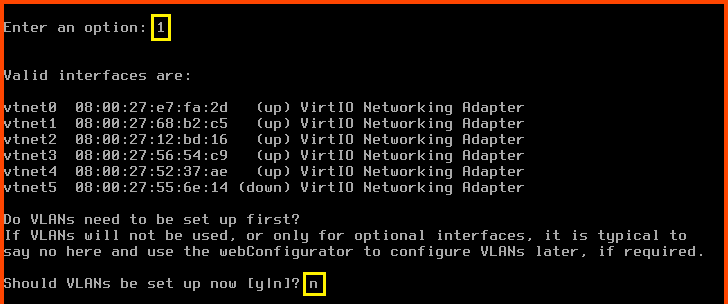 Enter an option: 1
Valid interfaces are:
vtnet0 08:00:27:e7:fa:2d (up) VirtIO Networking Adapter
vtnet1 08:00:27:68:b2:c5 (up) VirtIO Networking Adapter
vtnet2 08:00:27:12:bd:16 (up) VirtIO Networking Adapter
vtnet3 08:00:27:56:54:c9 (up) VirtIO Networking Adapter
vtnet4 08:00:27:52:37:ae (up) VirtIO Networking Adapter
vtnet5 08:00:27:55:6e:14 (down) VirtIO Networking Adapter
Do VLANs need to be set up first?
If VLANs will not be used, or only for optional interfaces, it is typical to
say no here and use the webConfigurator to configure VLANs later, if required.
Should VLANs be set up now [y|n]? n